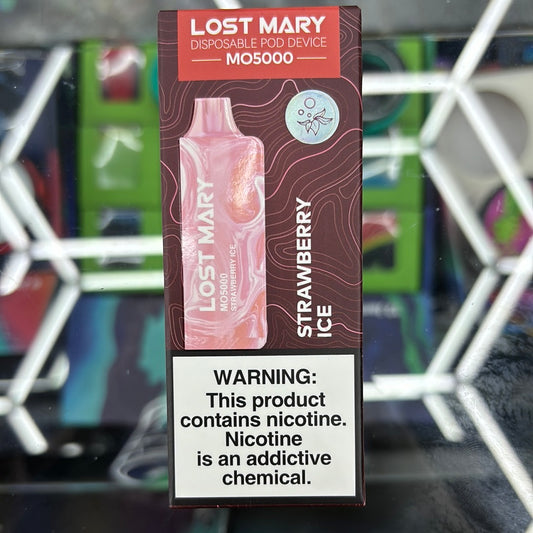 LOST MARY
DISPOSABLE POD DEVICE
MO5000
LOST MARY
MO5000
STRAWBERRY ICE
STRAWBERRY
ICE
WARNING:
This product
contains nicotine.
Nicotine
is an addictive
chemical.